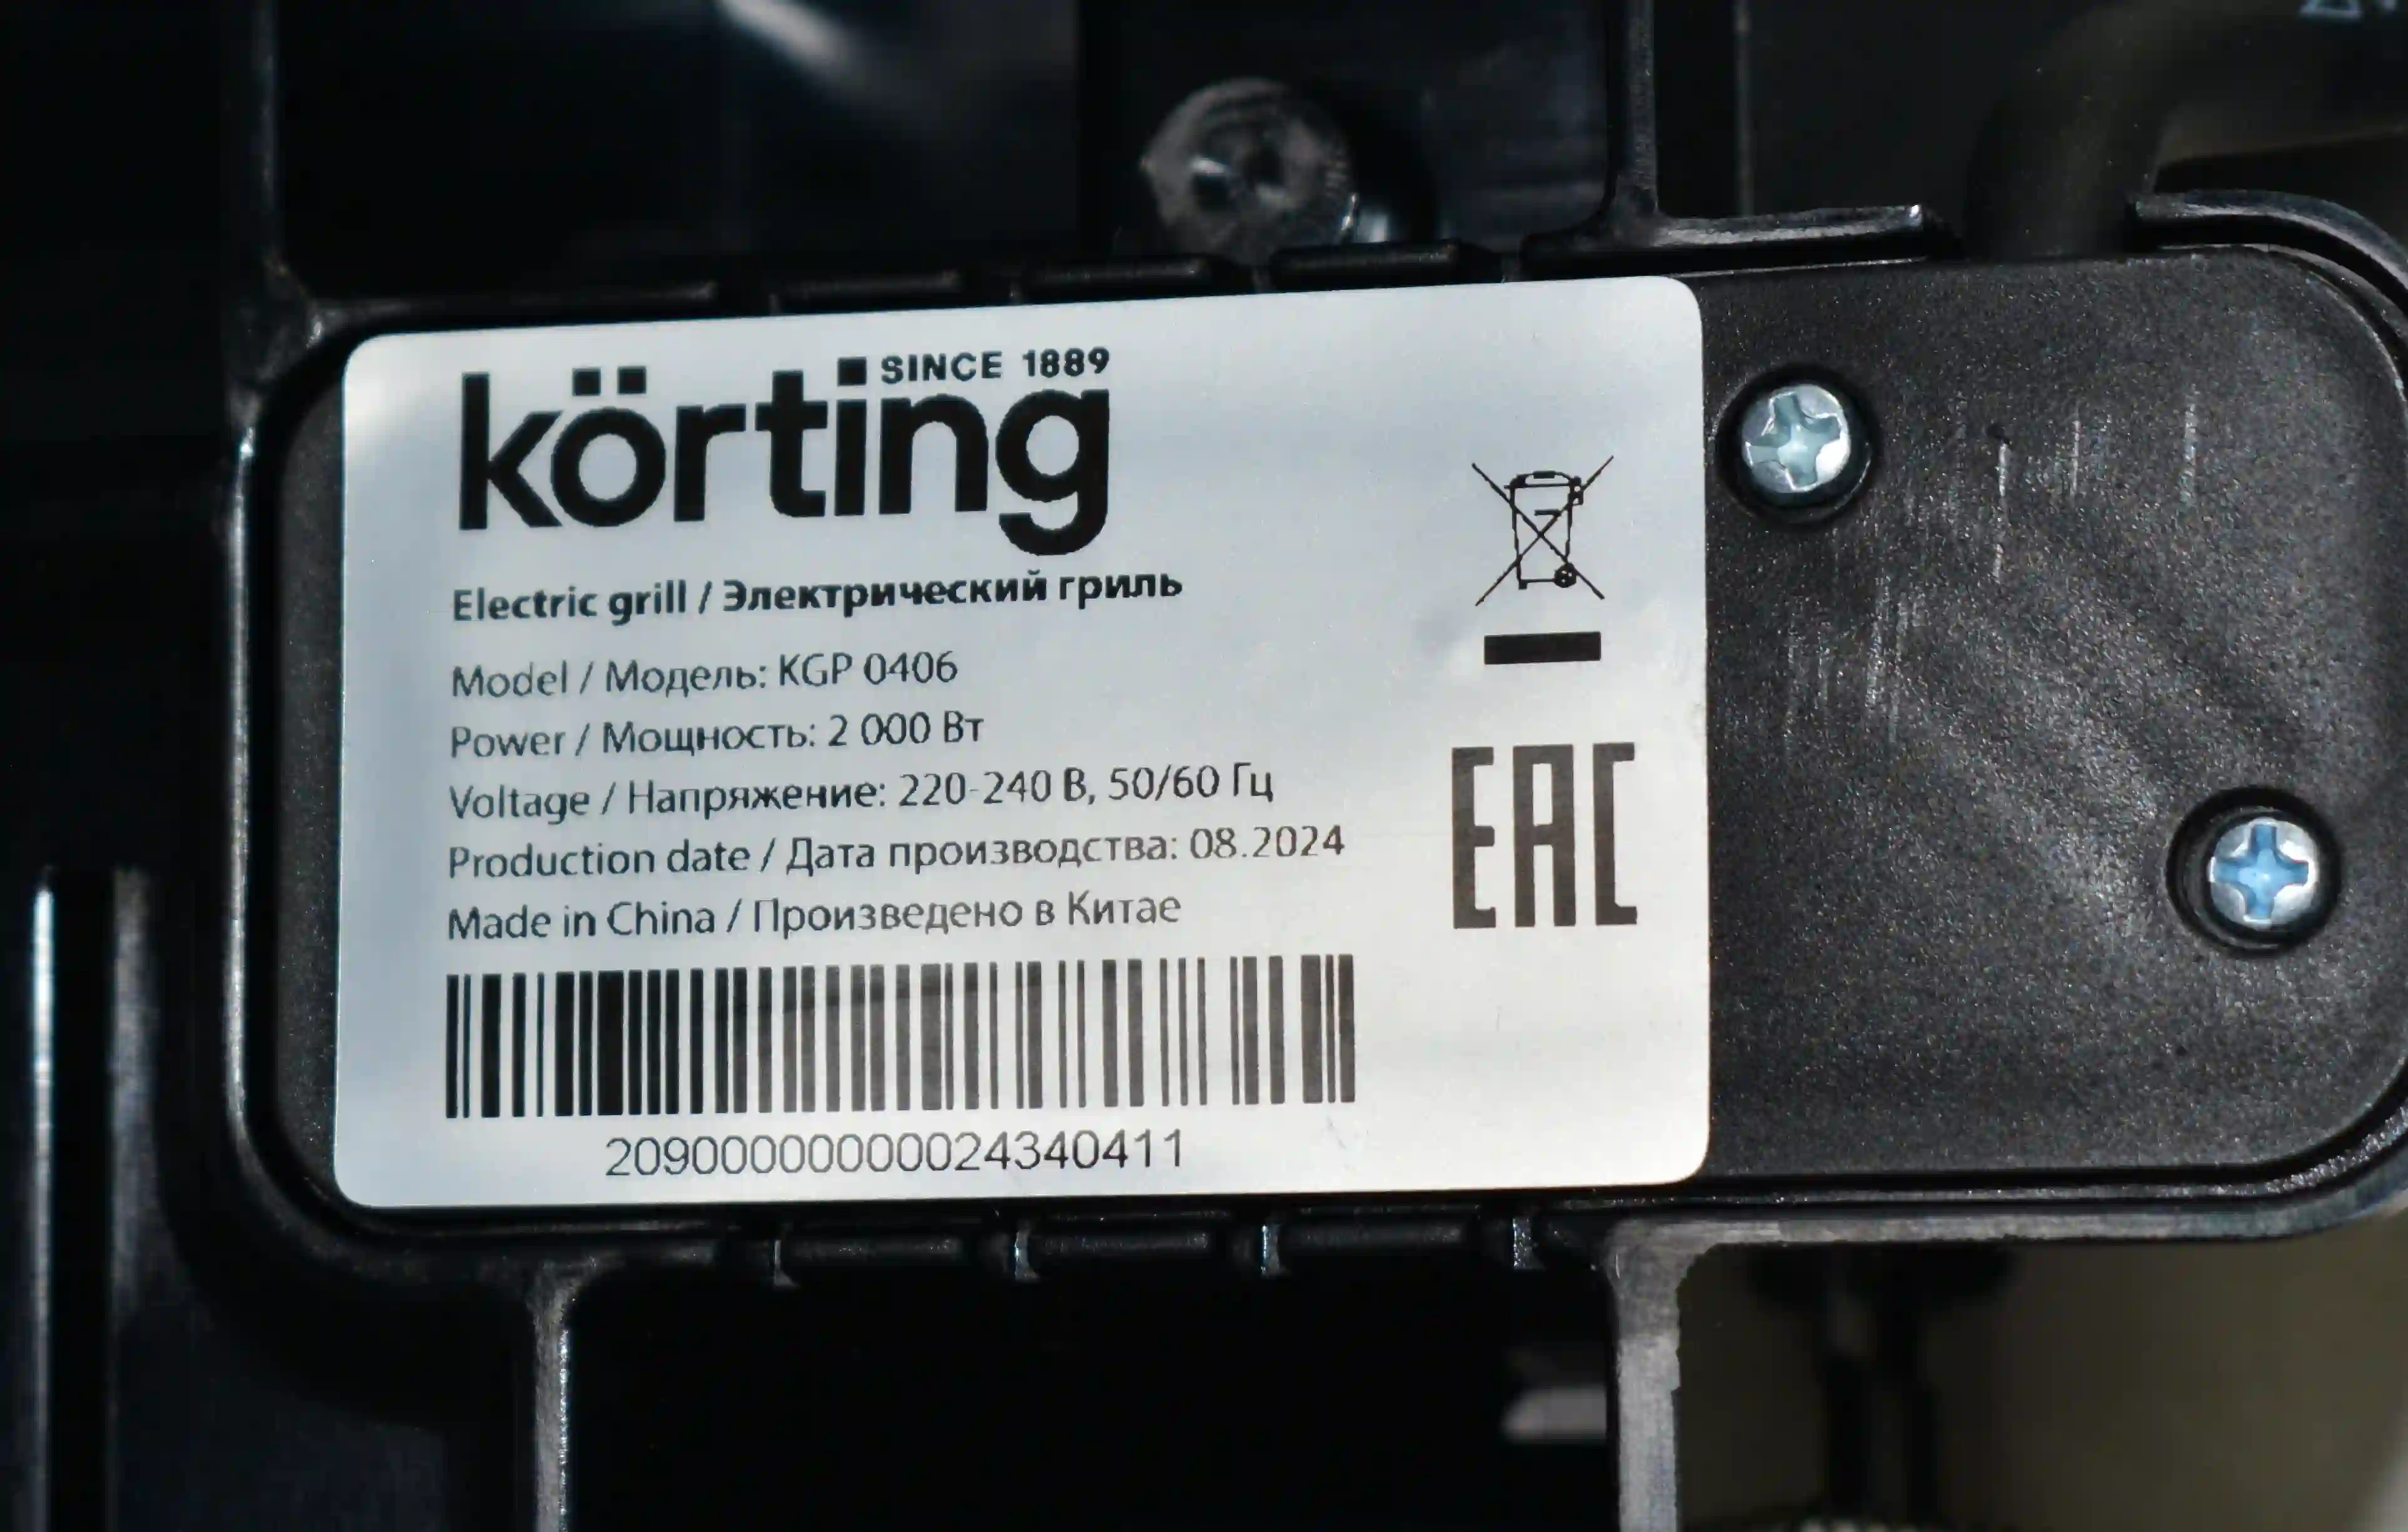 SINCE 1889
körting
Electric grill / Электрический гриль
Model / Модель: KGP 0406
Power / Мощность: 2 000 Вт
Voltage / Напряжение: 220-240 В, 50/60 Гц
Production date / Дата производства: 08.2024
Made in China / Произведено в Китае
20900000000024340411
EAC